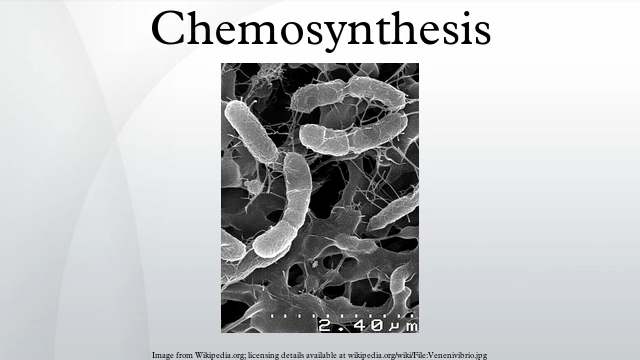 Chemosynthesis
2.40µm
Image from Wikipedia.org; licensing details available at wikipedia.org/wiki/File:Venenivibrio.jpg